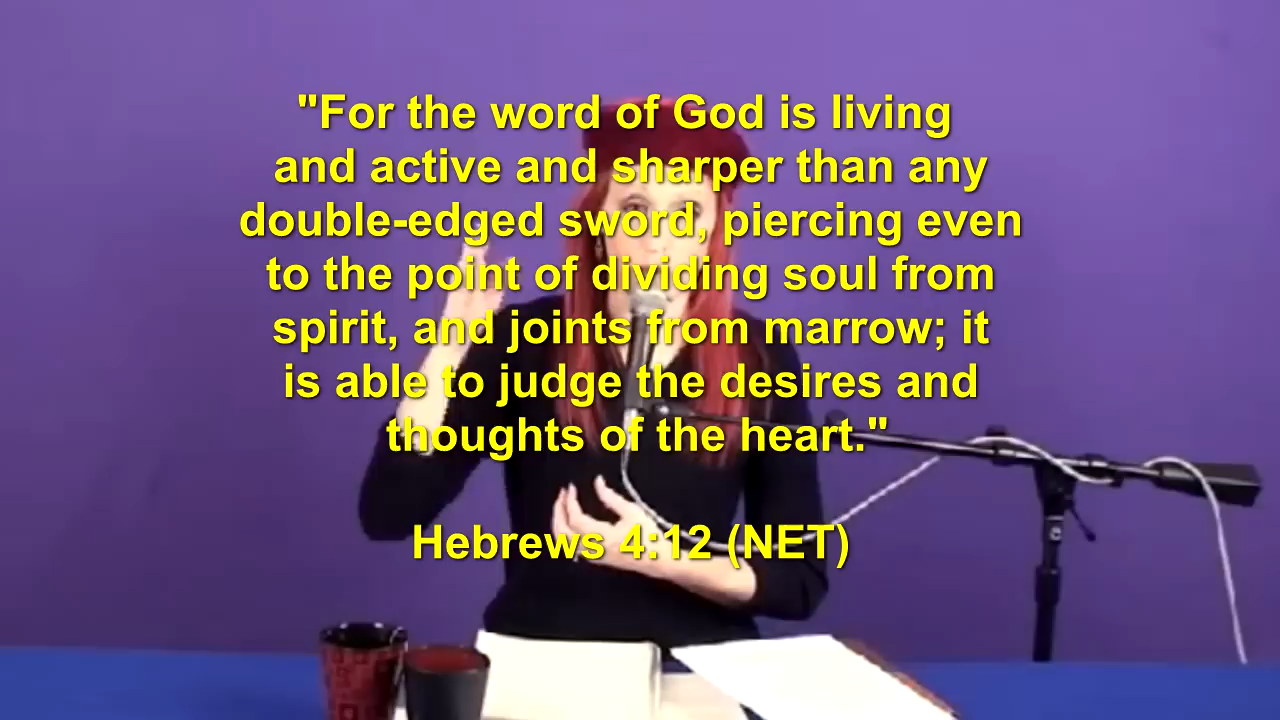 "For the word of God is living
and active and sharper than any
double-edged sword, piercing even
to the point of dividing soul from
spirit, and joints from marrow; it
is able to judge the desires and
thoughts of the heart."
Hebrews 4:12 (NET)